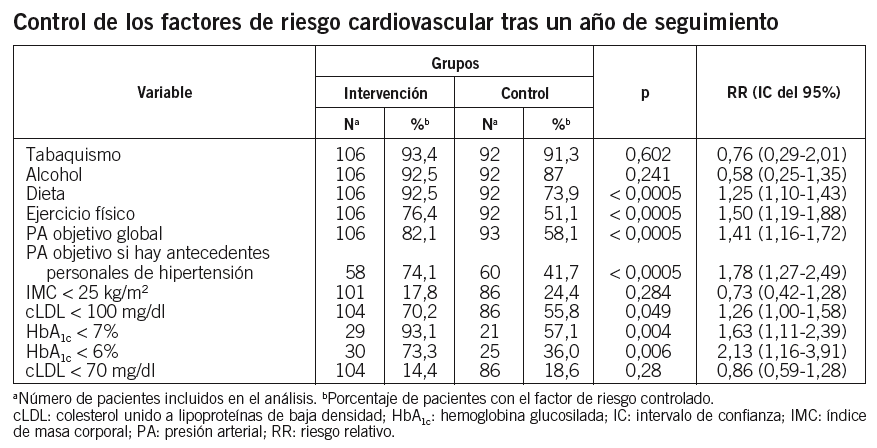 Control de los factores de riesgo cardiovascular tras un año de seguimiento
Variable Grupos p RR (IC del 95%)
Intervención Control
Nᵃ %ᵇ Nᵃ %ᵇ
Tabaquismo 106 93,4 92 91,3 0,602 0,76 (0,29-2,01)
Alcohol 106 92,5 92 87 0,241 0,58 (0,25-1,35)
Dieta 106 92,5 92 73,9 < 0,0005 1,25 (1,10-1,43)
Ejercicio físico 106 76,4 92 51,1 < 0,0005 1,50 (1,19-1,88)
PA objetivo global 106 82,1 93 58,1 < 0,0005 1,41 (1,16-1,72)
PA objetivo si hay antecedentes
personales de hipertensión 58 74,1 60 41,7 < 0,0005 1,78 (1,27-2,49)
IMC < 25 kg/m² 101 17,8 86 24,4 0,284 0,73 (0,42-1,28)
cLDL < 100 mg/dl 104 70,2 86 55,8 0,049 1,26 (1,00-1,58)
HbA1c < 7% 29 93,1 21 57,1 0,004 1,63 (1,11-2,39)
HbA1c < 6% 30 73,3 25 36,0 0,006 2,13 (1,16-3,91)
cLDL < 70 mg/dl 104 14,4 86 18,6 0,28 0,86 (0,59-1,28)
ᵃNúmero de pacientes incluidos en el análisis. ᵇPorcentaje de pacientes con el factor de riesgo controlado.
cLDL: colesterol unido a lipoproteínas de baja densidad; HbA1c: hemoglobina glucosilada; IC: intervalo de confianza; IMC: índice
de masa corporal; PA: presión arterial; RR: riesgo relativo.